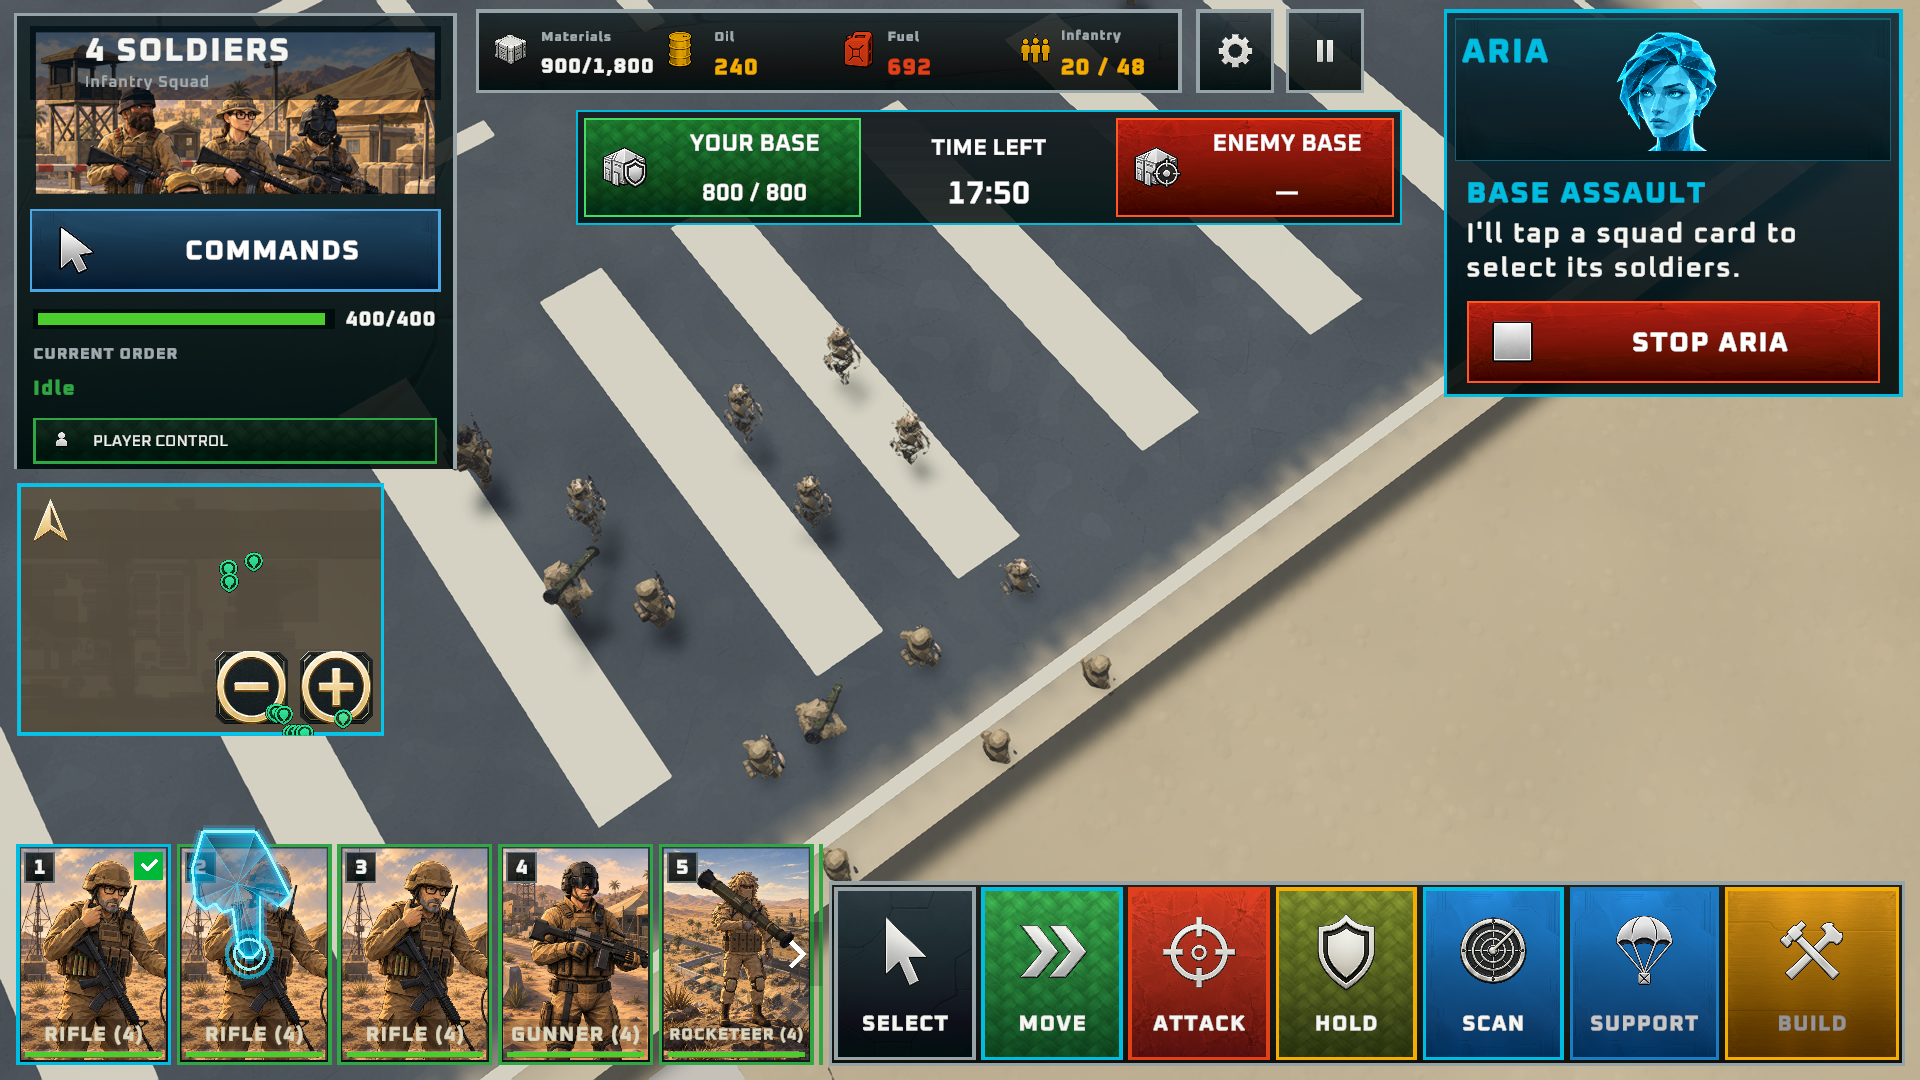 4 SOLDIERS
Infantry Squad
COMMANDS
400/400
CURRENT ORDER
Idle
PLAYER CONTROL
Materials
900/1,800
Oil
240
Fuel
692
Infantry
20 / 48
YOUR BASE
800 / 800
TIME LEFT
17:50
ENEMY BASE
—
ARIA
BASE ASSAULT
I'll tap a squad card to
select its soldiers.
STOP ARIA
1
RIFLE (4)
2
RIFLE (4)
3
RIFLE (4)
4
GUNNER (4)
5
ROCKETEER (4)
SELECT
MOVE
ATTACK
HOLD
SCAN
SUPPORT
BUILD